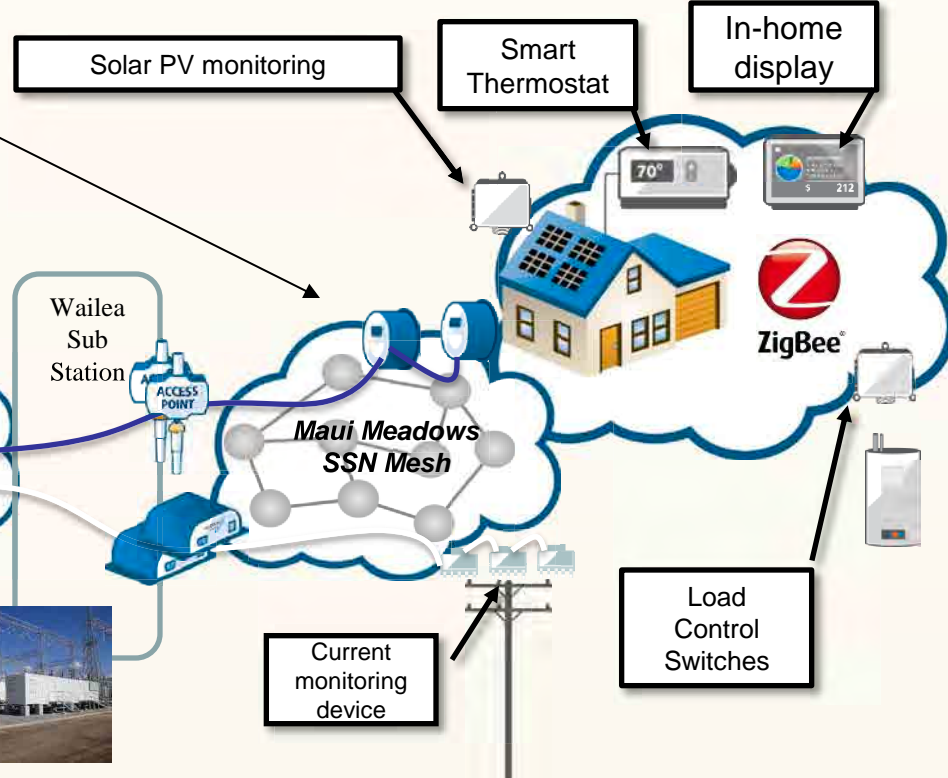 Solar PV monitoring
Smart
Thermostat
In-home
display
70°
$ 212
ZigBee®
Wailea
Sub
Station
ACCESS
POINT
Maui Meadows
SSN Mesh
Current
monitoring
device
Load
Control
Switches